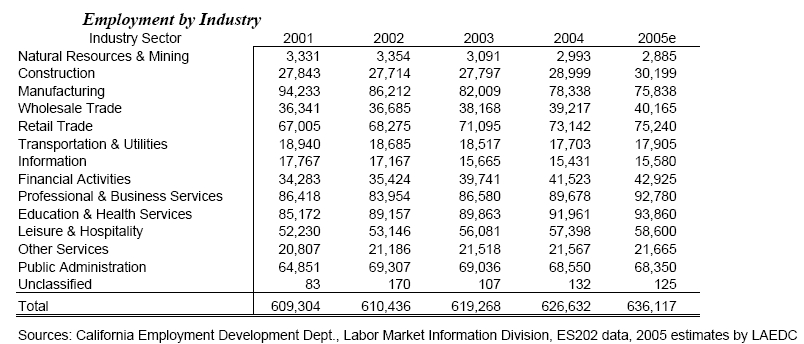 Employment by Industry
Industry Sector 2001 2002 2003 2004 2005e
Natural Resources & Mining 3,331 3,354 3,091 2,993 2,885
Construction 27,843 27,714 27,797 28,999 30,199
Manufacturing 94,233 86,212 82,009 78,338 75,838
Wholesale Trade 36,341 36,685 38,168 39,217 40,165
Retail Trade 67,005 68,275 71,095 73,142 75,240
Transportation & Utilities 18,940 18,685 18,517 17,703 17,905
Information 17,767 17,167 15,665 15,431 15,580
Financial Activities 34,283 35,424 39,741 41,523 42,925
Professional & Business Services 86,418 83,954 86,580 89,678 92,780
Education & Health Services 85,172 89,157 89,863 91,961 93,860
Leisure & Hospitality 52,230 53,146 56,081 57,398 58,600
Other Services 20,807 21,186 21,518 21,567 21,665
Public Administration 64,851 69,307 69,036 68,550 68,350
Unclassified 83 170 107 132 125
Total 609,304 610,436 619,268 626,632 636,117
Sources: California Employment Development Dept., Labor Market Information Division, ES202 data, 2005 estimates by LAEDC